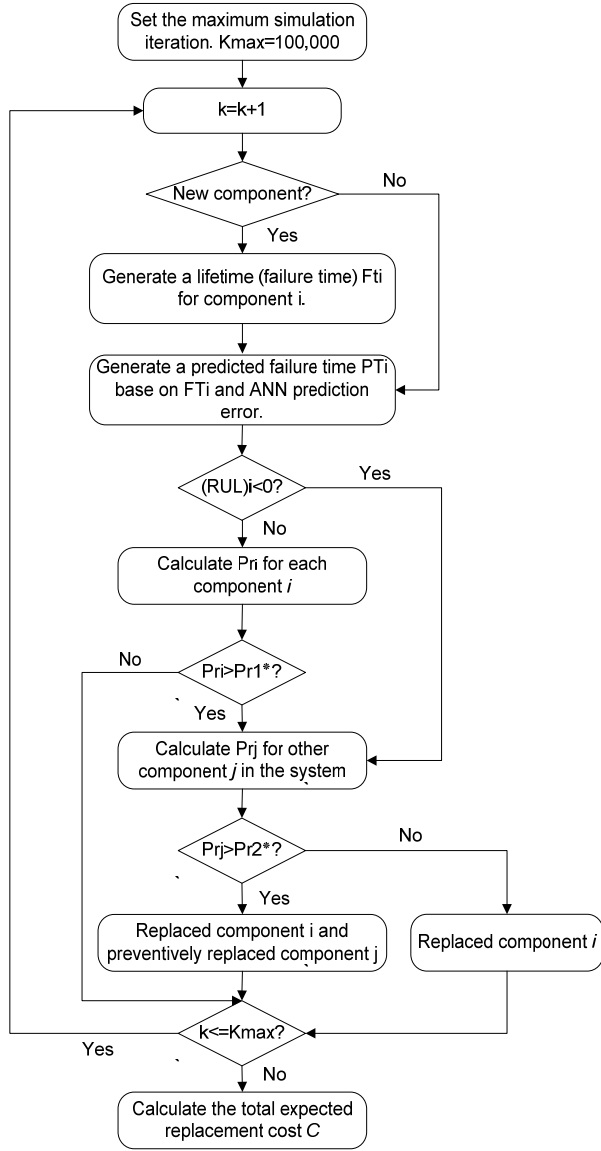 Set the maximum simulation
iteration. Kmax=100,000
k=k+1
New component?
No
Yes
Generate a lifetime (failure time) Fti
for component i.
Generate a predicted failure time PTi
base on FTi and ANN prediction
error.
(RUL)i<0?
Yes
No
Calculate Pri for each
component i
No
Pri>Pr1*?
Yes
Calculate Prj for other
component j in the system
Prj>Pr2*?
No
Yes
Replaced component i and
preventively replaced component j
Replaced component i
k<=Kmax?
Yes
No
Calculate the total expected
replacement cost C